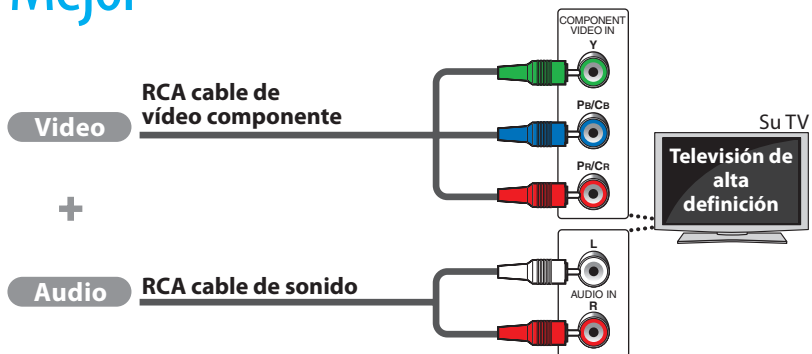 Mejor
COMPONENT
VIDEO IN
Y
RCA cable de
vídeo componente
Video
PB/CB
Su TV
Televisión de
alta
definición
PR/CR
+
L
Audio
RCA cable de sonido
AUDIO IN
R